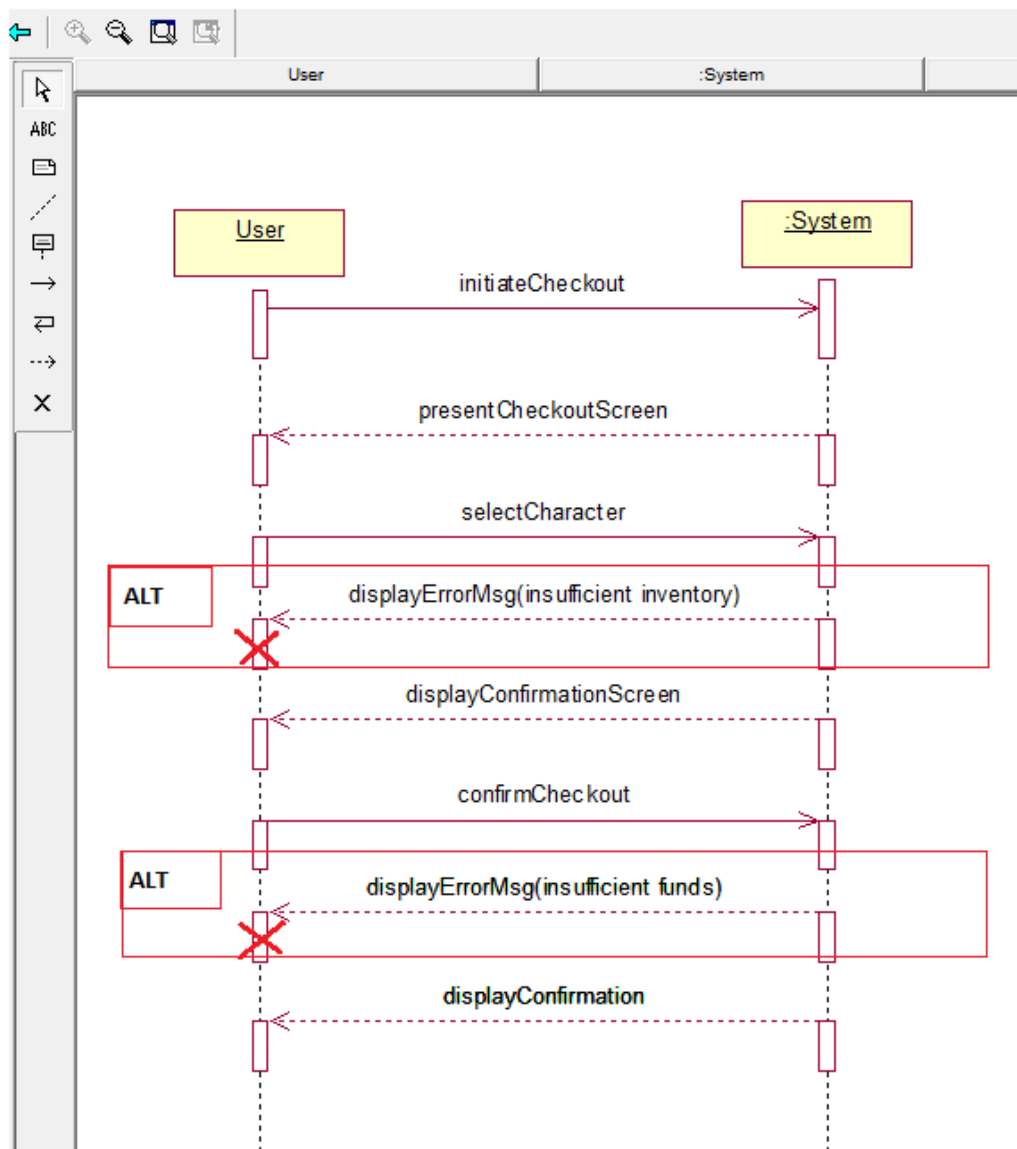 User
:System
ABC
User
:System
initiateCheckout
presentCheckoutScreen
selectCharacter
ALT
displayErrorMsg(insufficient inventory)
displayConfirmationScreen
confirmCheckout
ALT
displayErrorMsg(insufficient funds)
displayConfirmation